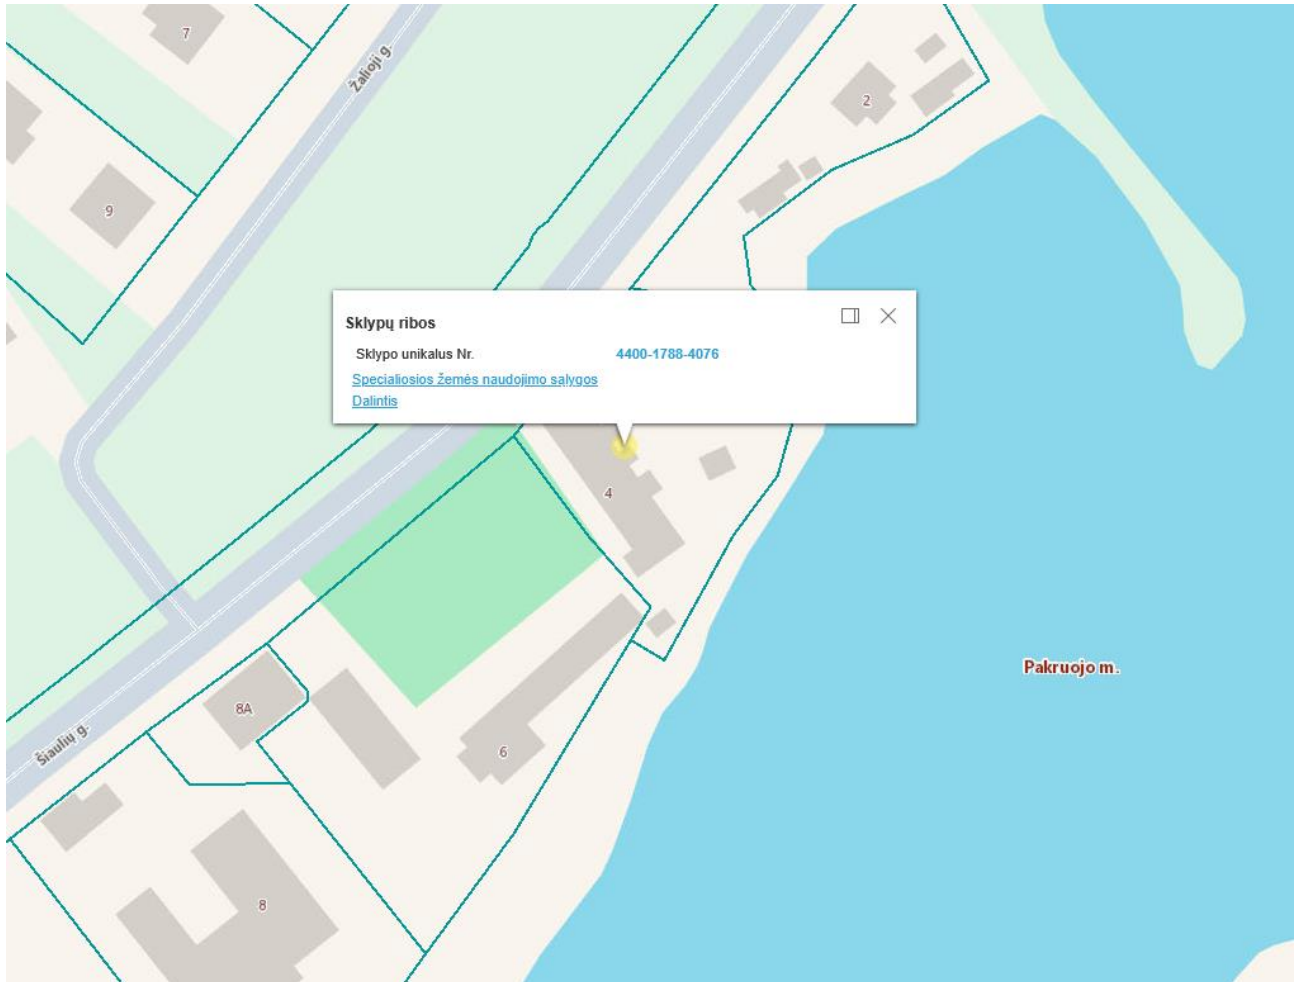 7
Žalioji g.
2
9
Sklypų ribos
Sklypo unikalus Nr. 4400-1788-4076
Specialiosios žemės naudojimo sąlygos
Dalintis
4
Pakruojo m.
8A
Šiaulių g.
6
8